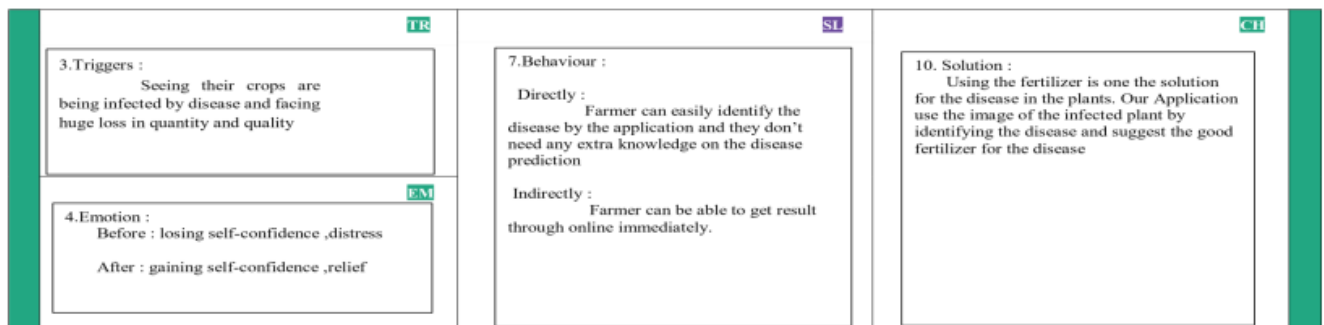 TR
3.Triggers :
Seeing their crops are
being infected by disease and facing
huge loss in quantity and quality
EM
4.Emotion :
Before : losing self-confidence ,distress
After : gaining self-confidence ,relief
SL
7.Behaviour :
Directly :
Farmer can easily identify the
disease by the application and they don't
need any extra knowledge on the disease
prediction
Indirectly :
Farmer can be able to get result
through online immediately.
CH
10. Solution :
Using the fertilizer is one the solution
for the disease in the plants. Our Application
use the image of the infected plant by
identifying the disease and suggest the good
fertilizer for the disease